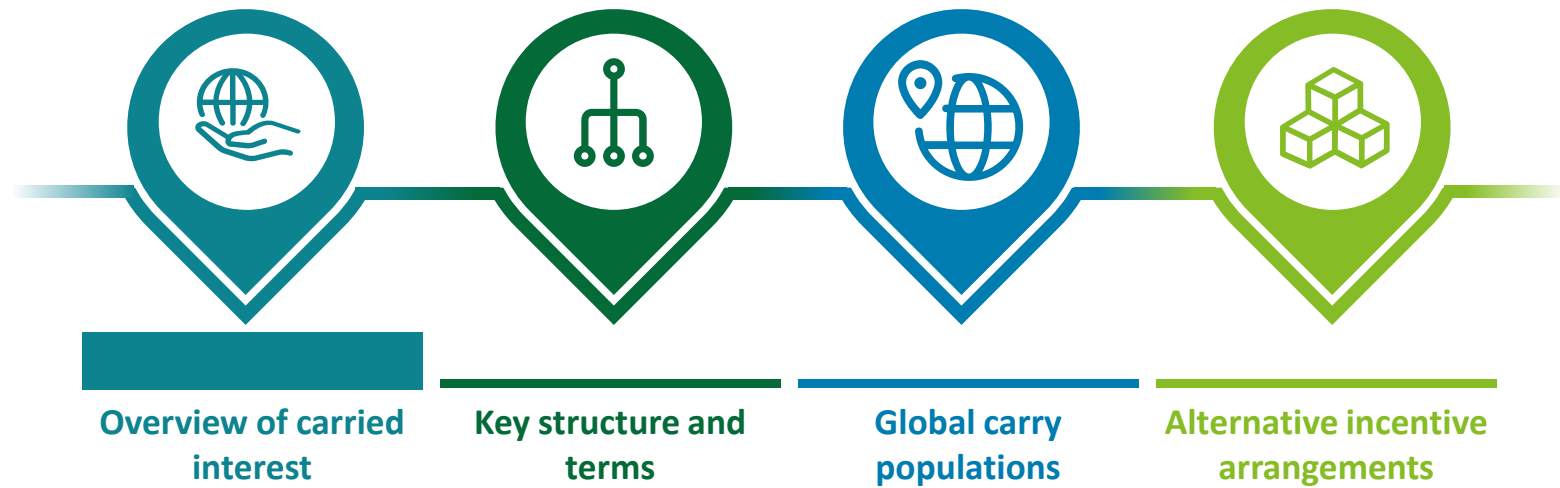 Overview of carried
interest
Key structure and
terms
Global carry
populations
Alternative incentive
arrangements